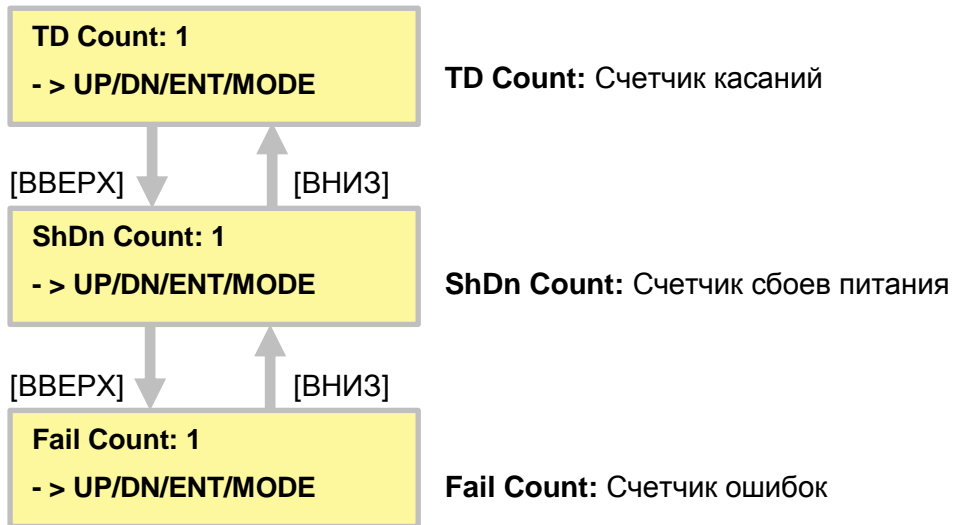 TD Count: 1
- > UP/DN/ENT/MODE
TD Count: Счетчик касаний
[ВВЕРХ] [ВНИЗ]
ShDn Count: 1
- > UP/DN/ENT/MODE
ShDn Count: Счетчик сбоев питания
[ВВЕРХ] [ВНИЗ]
Fail Count: 1
- > UP/DN/ENT/MODE
Fail Count: Счетчик ошибок